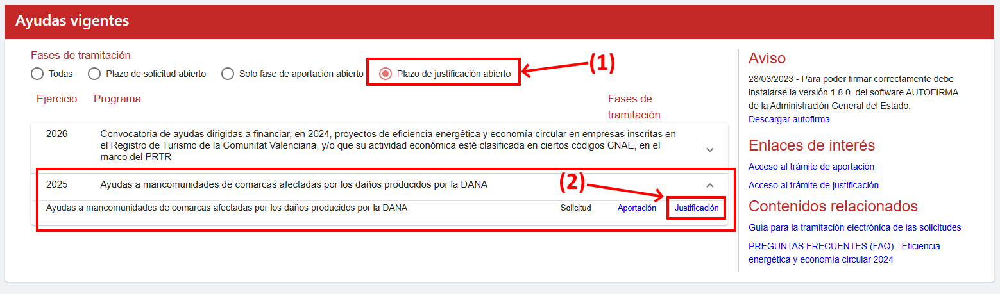 Ayudas vigentes
Fases de tramitación
Todas
Plazo de solicitud abierto
Solo fase de aportación abierto
Plazo de justificación abierto
(1)
Ejercicio
Programa
Fases de
tramitación
2026
Convocatoria de ayudas dirigidas a financiar, en 2024, proyectos de eficiencia energética y economía circular en empresas inscritas en
el Registro de Turismo de la Comunitat Valenciana, y/o que su actividad económica esté clasificada en ciertos códigos CNAE, en el
marco del PRTR
2025
Ayudas a mancomunidades de comarcas afectadas por los daños producidos por la DANA
(2)
Ayudas a mancomunidades de comarcas afectadas por los daños producidos por la DANA
Solicitud
Aportación
Justificación
Aviso
28/03/2023 - Para poder firmar correctamente debe
instalarse la versión 1.8.0. del software AUTOFIRMA
de la Administración General del Estado.
Descargar autofirma
Enlaces de interés
Acceso al trámite de aportación
Acceso al trámite de justificación
Contenidos relacionados
Guía para la tramitación electrónica de las solicitudes
PREGUNTAS FRECUENTES (FAQ) - Eficiencia
energética y economía circular 2024